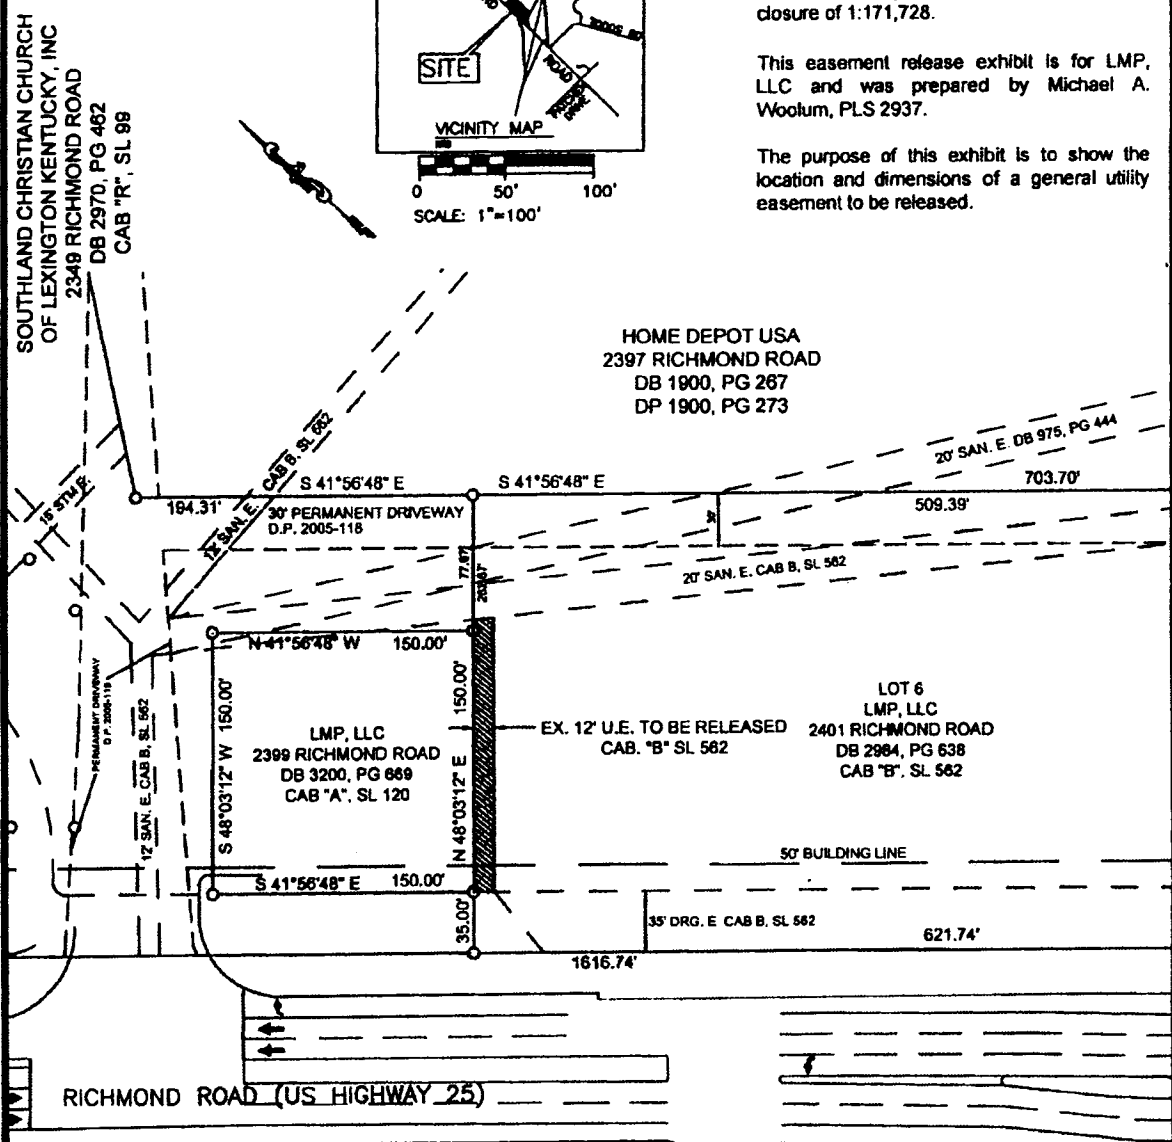 SOUTHLAND CHRISTIAN CHURCH
OF LEXINGTON KENTUCKY, INC
2349 RICHMOND ROAD
DB 2970, PG 462
CAB "R", SL 99
SITE
ROAD
VICINITY MAP
0 50' 100'
SCALE: 1"=100'
closure of 1:171,728.
This easement release exhibit is for LMP,
LLC and was prepared by Michael A.
Woolum, PLS 2937.
The purpose of this exhibit is to show the
location and dimensions of a general utility
easement to be released.
HOME DEPOT USA
2397 RICHMOND ROAD
DB 1900, PG 267
DP 1900, PG 273
12' SAN. E. CAB B, SL 562
20' SAN. E. DB 975, PG 444
15' STM E.
S 41°56'48" E
S 41°56'48" E
703.70'
194.31'
509.39'
30' PERMANENT DRIVEWAY
D.P. 2005-118
77.67'
20' SAN. E. CAB B, SL 562
N 41°56'48" W 150.00'
PERMANENT DRIVEWAY
12' SAN. E. CAB B, SL 562
S 48°03'12" W 150.00'
LMP, LLC
2399 RICHMOND ROAD
DB 3200, PG 669
CAB "A", SL 120
N 48°03'12" E 150.00'
EX. 12' U.E. TO BE RELEASED
CAB. "B" SL 562
LOT 6
LMP, LLC
2401 RICHMOND ROAD
DB 2984, PG 638
CAB "B", SL 562
50' BUILDING LINE
S 41°56'48" E 150.00'
35.00'
35' DRG. E CAB B, SL 562
621.74'
1616.74'
RICHMOND ROAD (US HIGHWAY 25)